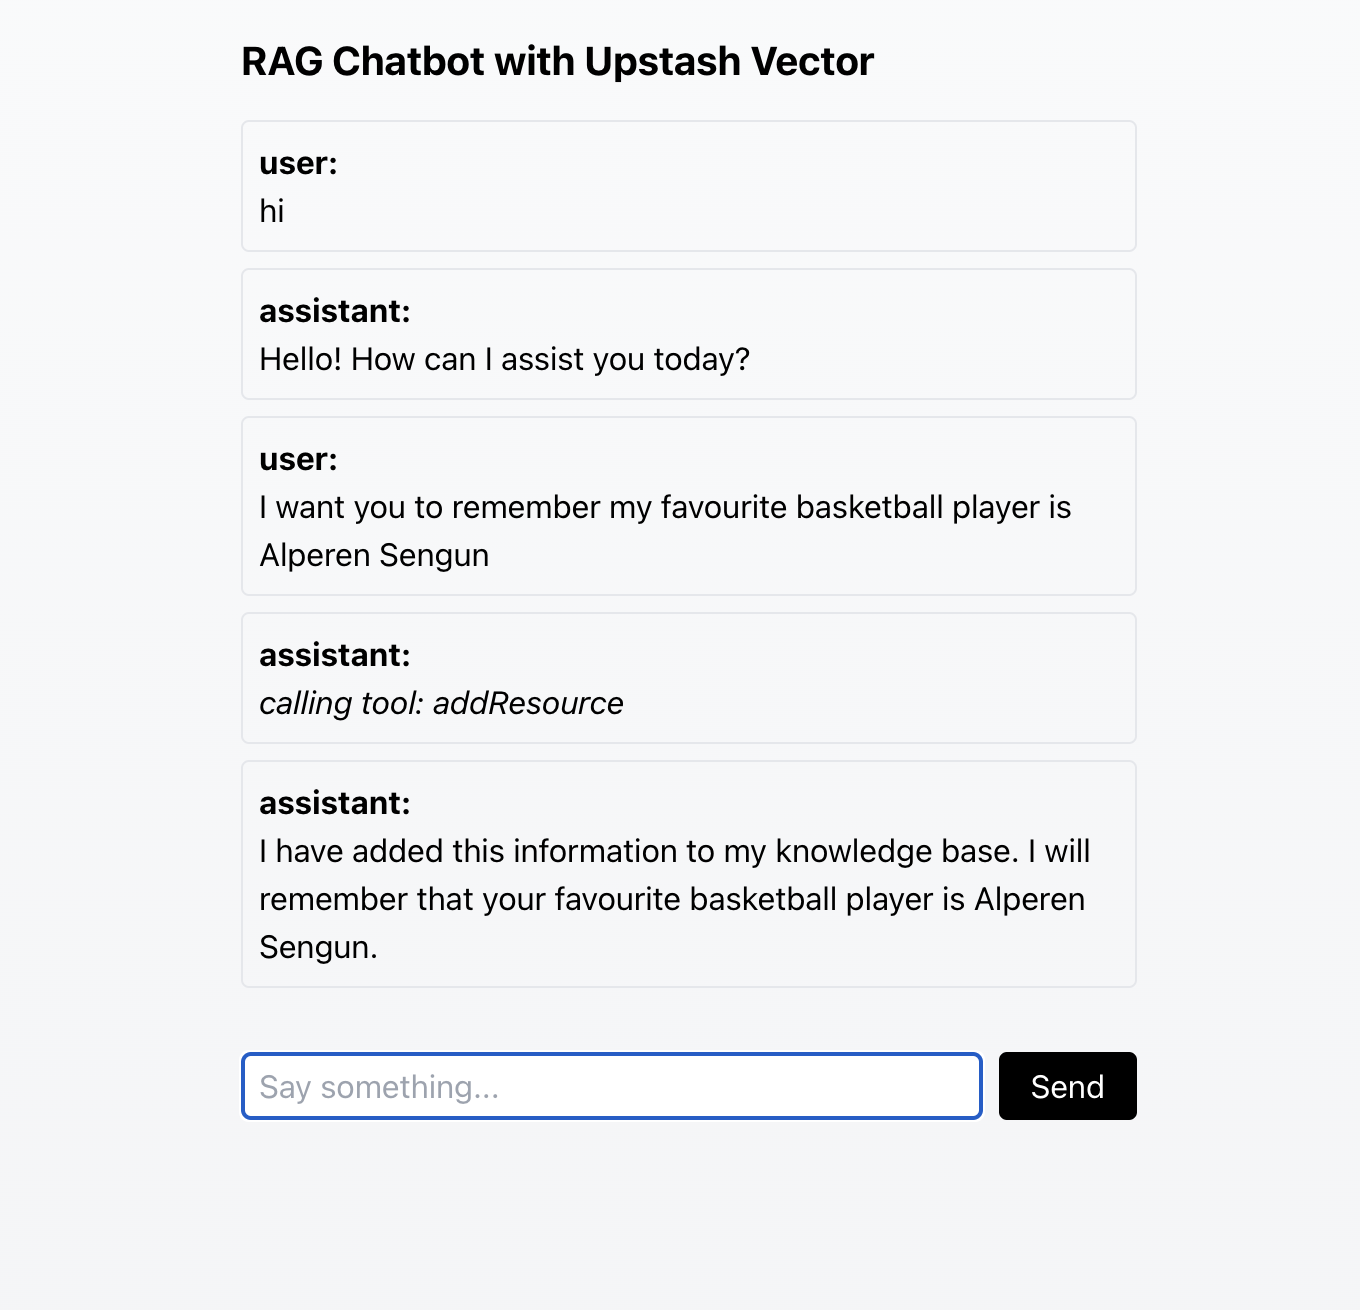 RAG Chatbot with Upstash Vector
user:
hi
assistant:
Hello! How can I assist you today?
user:
I want you to remember my favourite basketball player is
Alperen Sengun
assistant:
calling tool: addResource
assistant:
I have added this information to my knowledge base. I will
remember that your favourite basketball player is Alperen
Sengun.
Say something...
Send